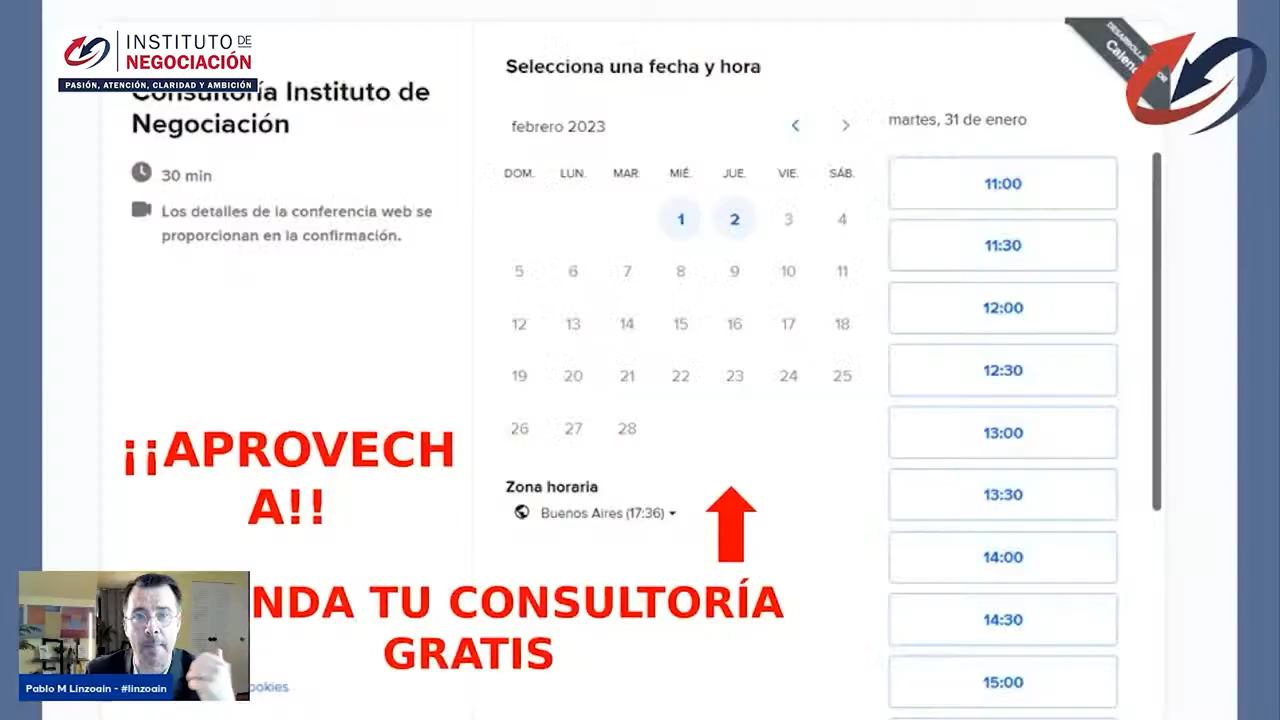 INSTITUTO DE
NEGOCIACIÓN
PASIÓN, ATENCIÓN, CLARIDAD Y AMBICIÓN
Consultoría Instituto de
Negociación
30 min
Los detalles de la conferencia web se
proporcionan en la confirmación.
Selecciona una fecha y hora
febrero 2023
DOM. LUN. MAR. MIÉ. JUE. VIE. SÁB.
1 2 3 4
5 6 7 8 9 10 11
12 13 14 15 16 17 18
19 20 21 22 23 24 25
26 27 28
Zona horaria
Buenos Aires (17:36)
martes, 31 de enero
11:00
11:30
12:00
12:30
13:00
13:30
14:00
14:30
15:00
¡¡APROVECH
A!!
NDA TU CONSULTORÍA
GRATIS
ookies
Pablo M Linzoain - #linzoain